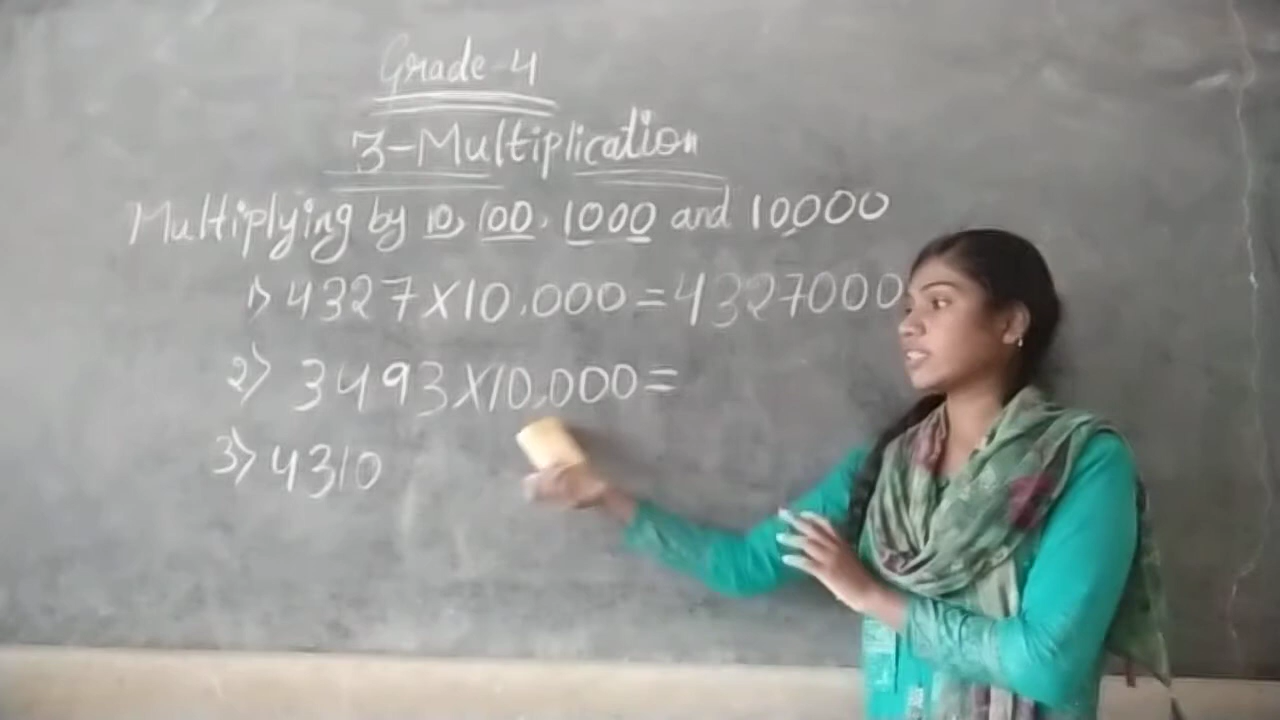 Grade-4
3-Multiplication
Multiplying by 10, 100, 1000 and 10,000
1) 4327×10,000=4327000
2) 3493×10,000=
3) 4310